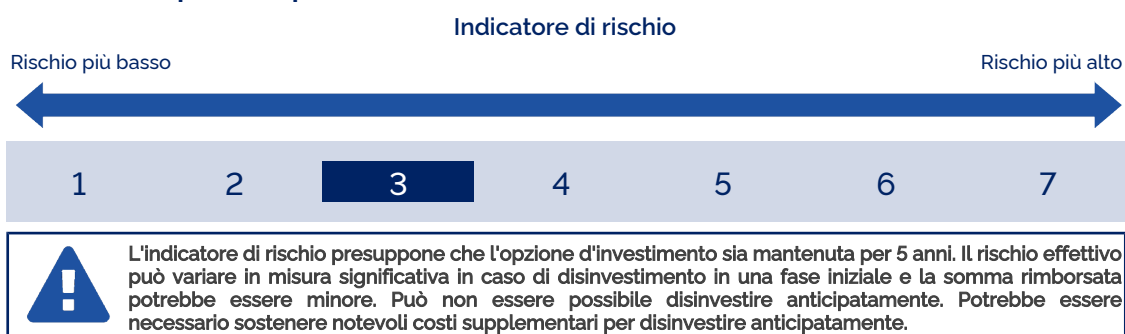 Indicatore di rischio
Rischio più basso
Rischio più alto
1 2 3 4 5 6 7
L'indicatore di rischio presuppone che l'opzione d'investimento sia mantenuta per 5 anni. Il rischio effettivo
può variare in misura significativa in caso di disinvestimento in una fase iniziale e la somma rimborsata
potrebbe essere minore. Può non essere possibile disinvestire anticipatamente. Potrebbe essere
necessario sostenere notevoli costi supplementari per disinvestire anticipatamente.